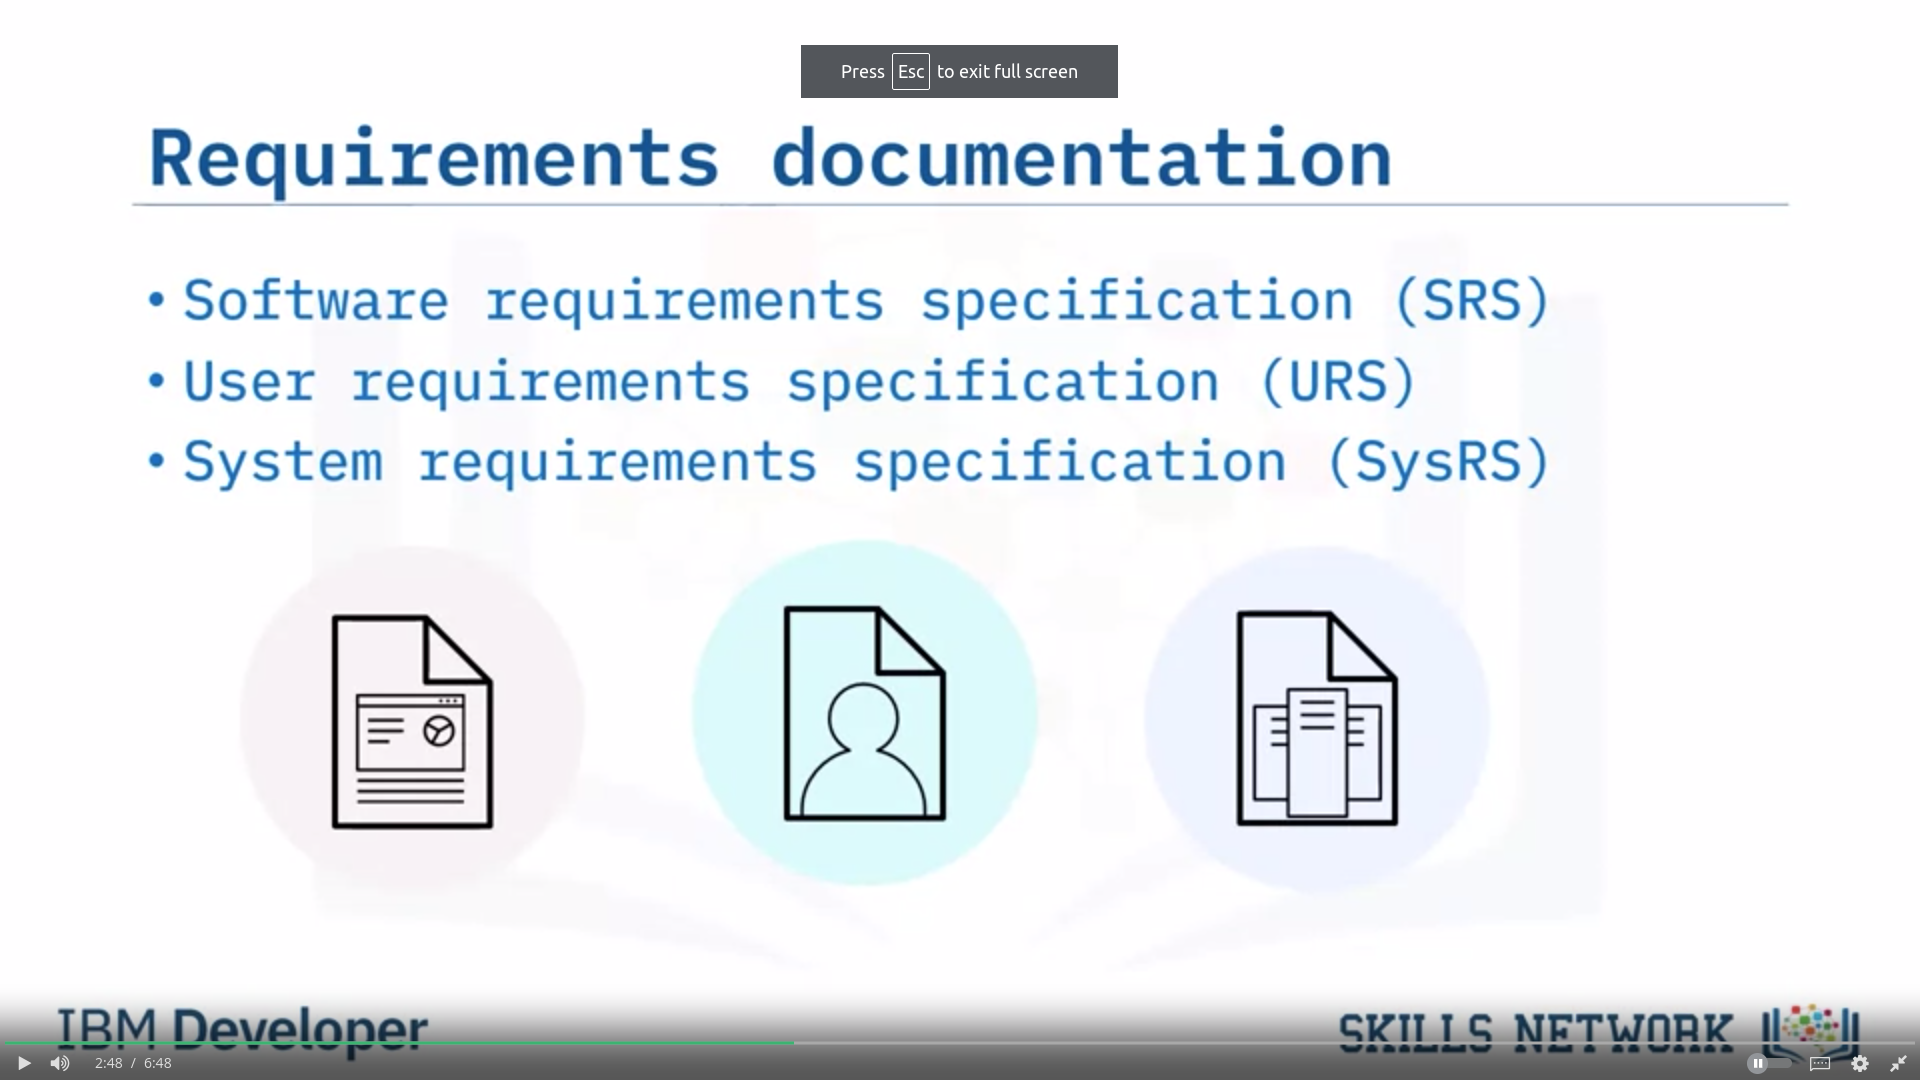 Press Esc to exit full screen
Requirements documentation
• Software requirements specification (SRS)
• User requirements specification (URS)
• System requirements specification (SysRS)
IBM Developer
SKILLS NETWORK
2:48 / 6:48